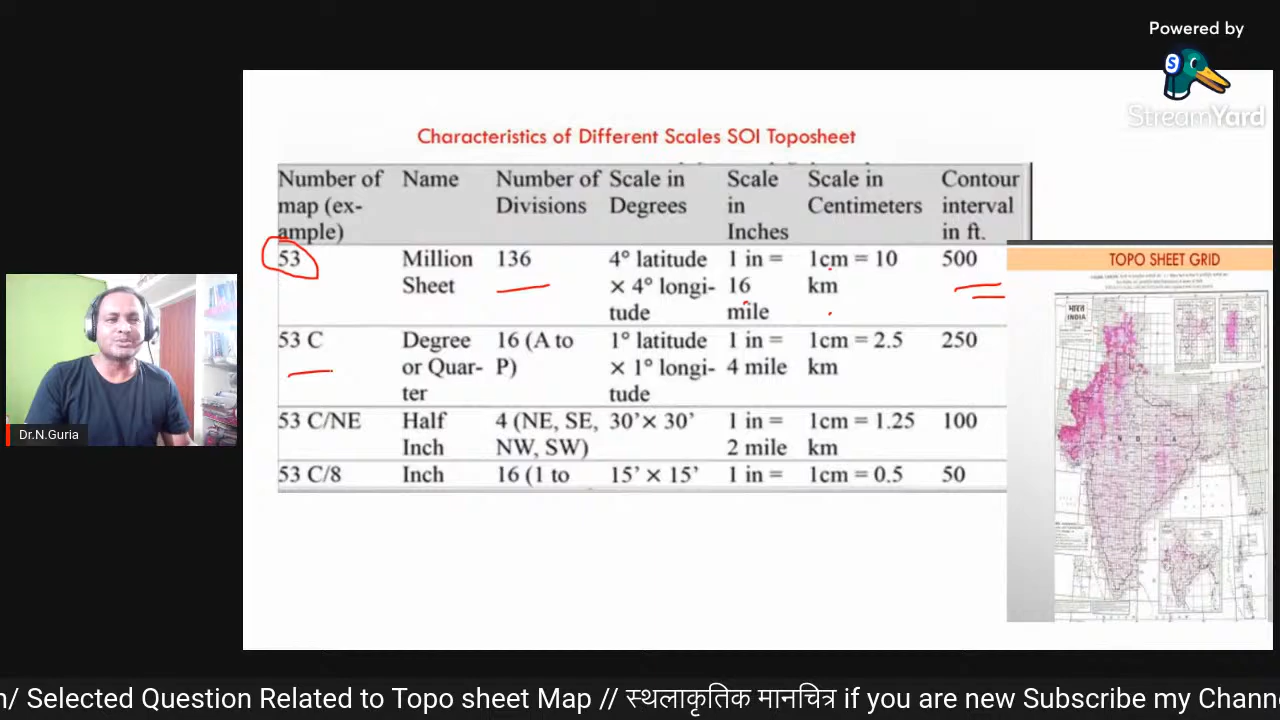 Powered by
StreamYard
Characteristics of Different Scales SOI Toposheet
Number of map (ex-ample) Name Number of Divisions Scale in Degrees Scale in Inches Scale in Centimeters Contour interval in ft.
53 Million Sheet 136 4° latitude × 4° longi-tude 1 in = 16 mile 1cm = 10 km 500
53 C Degree or Quar-ter 16 (A to P) 1° latitude × 1° longi-tude 1 in = 4 mile 1cm = 2.5 km 250
53 C/NE Half Inch 4 (NE, SE, NW, SW) 30’× 30’ 1 in = 2 mile 1cm = 1.25 km 100
53 C/8 Inch 16 (1 to 15’ × 15’ 1 in = 1cm = 0.5 50
TOPO SHEET GRID
भारत
INDIA
I N D I A
Dr.N.Guria
/ Selected Question Related to Topo sheet Map // स्थलाकृतिक मानचित्र if you are new Subscribe my Chann